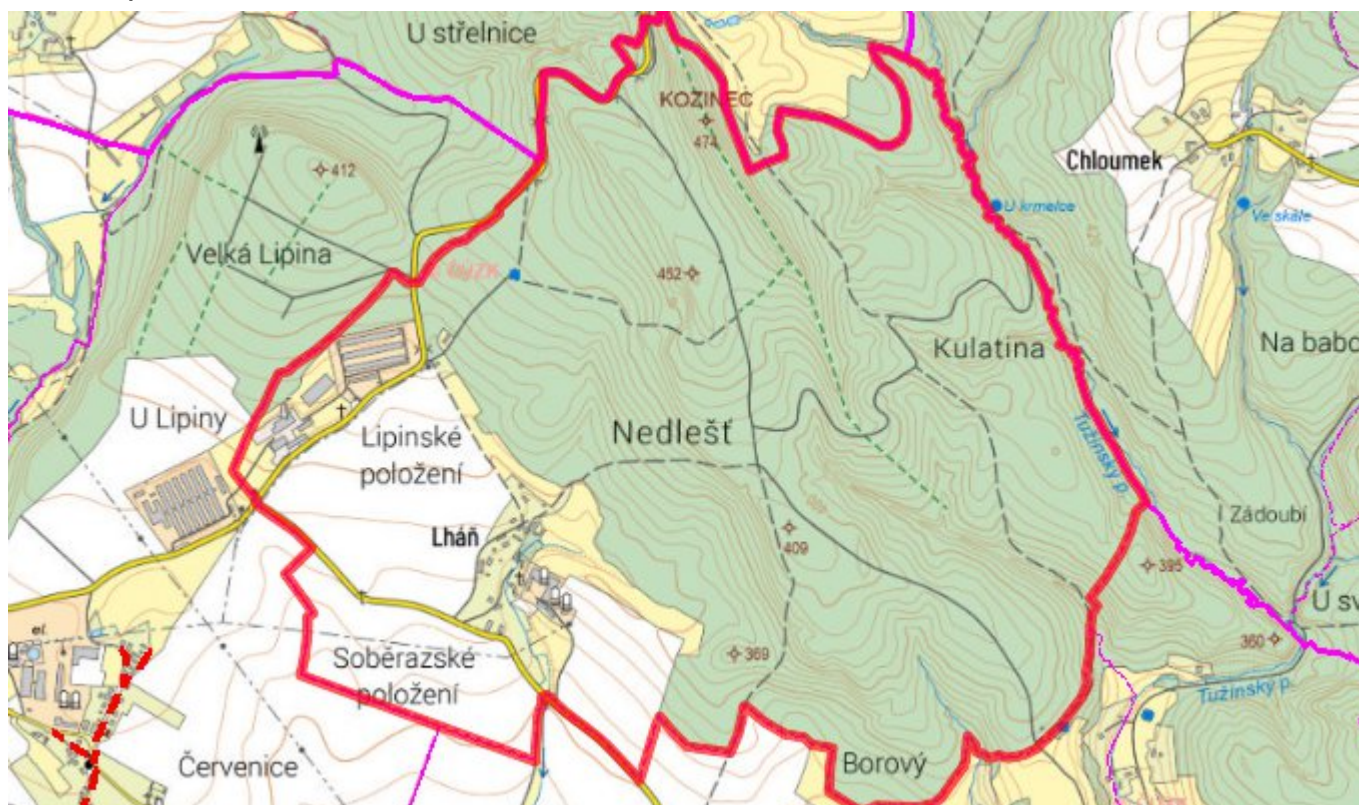 U střelnice
KOZINEC
474
Chloumek
412
U krmelce
Ve skále
Velká Lipina
452
Kulatina
Na babo
U Lipiny
Lipinské
položení
Nedlešť
Tužínský p.
Zádoubí
Lháň
409
395
U sv
el.
Soběrazské
položení
369
360
Tužínský p.
Červenice
Borový